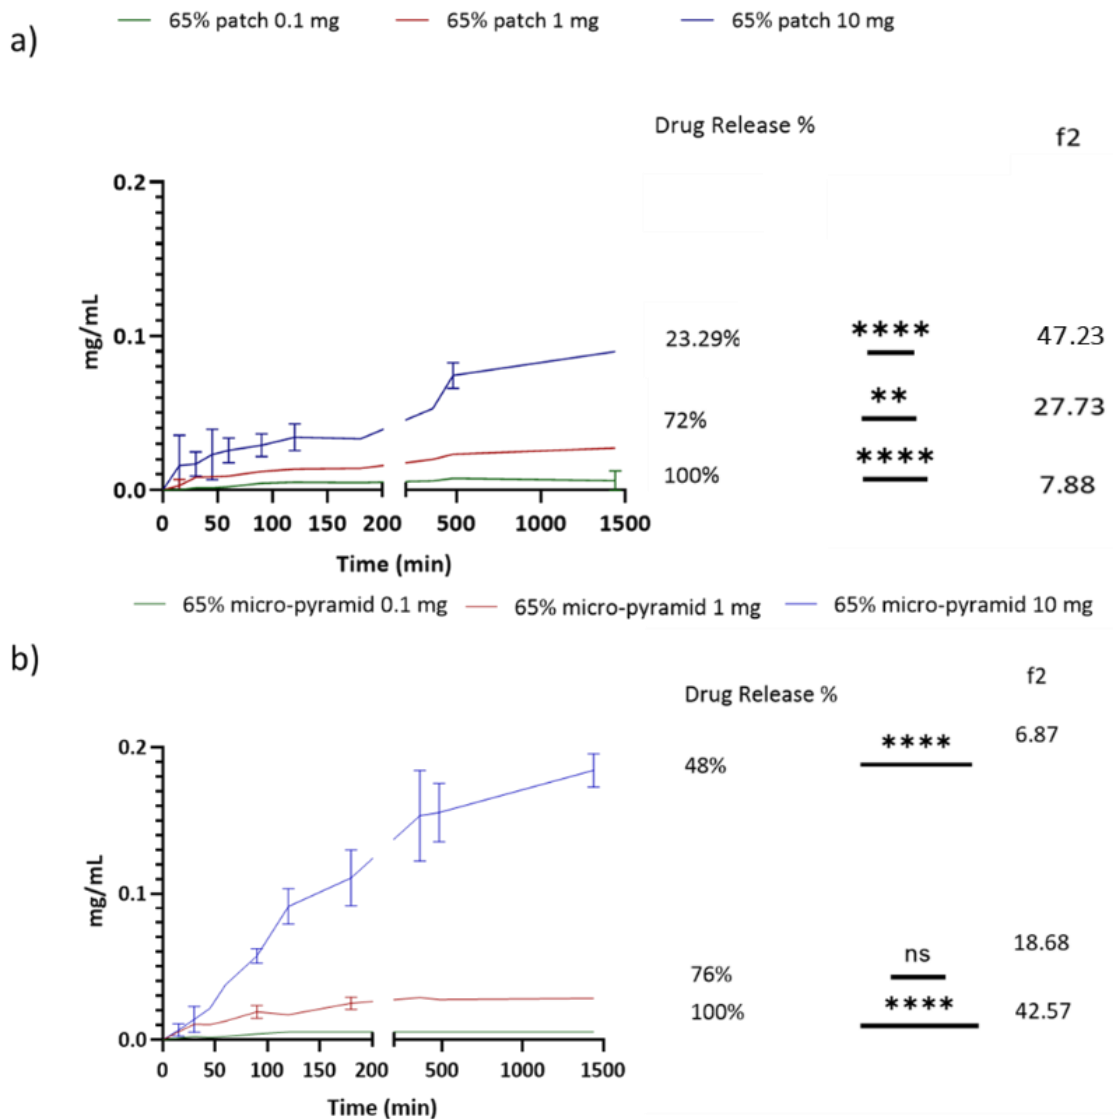 65% patch 0.1 mg 65% patch 1 mg 65% patch 10 mg
a)
Drug Release % f2
0.2
0.1
0.0
mg/mL
23.29% **** 47.23
72% ** 27.73
100% **** 7.88
0 50 100 150 200 500 1000 1500
Time (min)
65% micro-pyramid 0.1 mg 65% micro-pyramid 1 mg 65% micro-pyramid 10 mg
b)
Drug Release % f2
0.2
0.1
0.0
mg/mL
48% **** 6.87
76% ns 18.68
100% **** 42.57
0 50 100 150 200 500 1000 1500
Time (min)